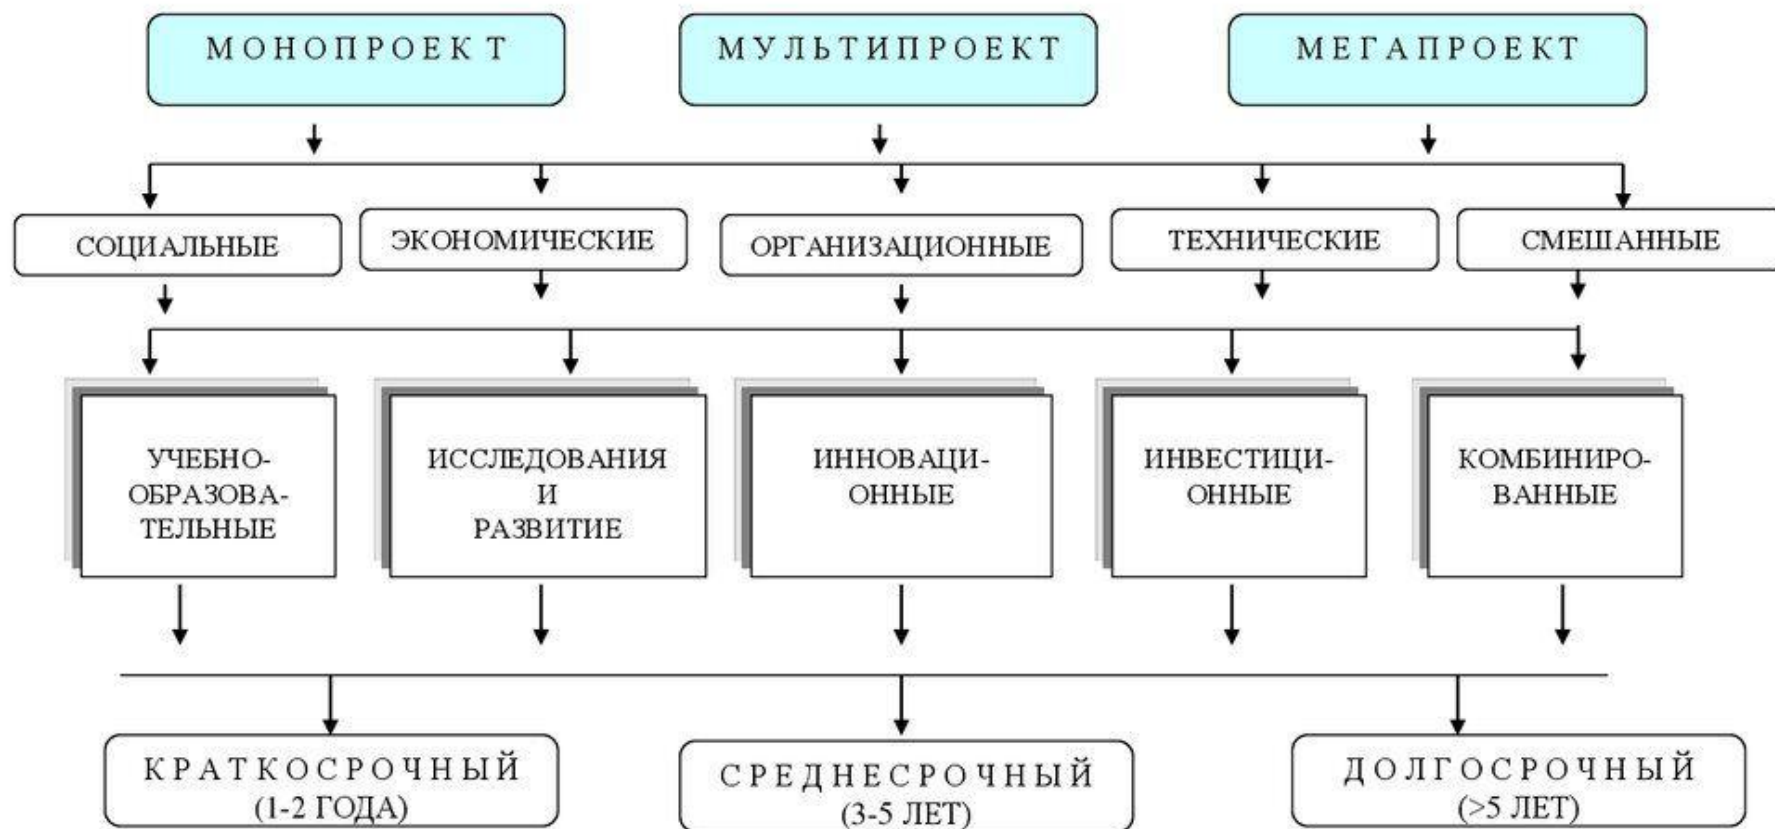 МОНОПРОЕКТ
МУЛЬТИПРОЕКТ
МЕГАПРОЕКТ
СОЦИАЛЬНЫЕ
ЭКОНОМИЧЕСКИЕ
ОРГАНИЗАЦИОННЫЕ
ТЕХНИЧЕСКИЕ
СМЕШАННЫЕ
УЧЕБНО-
ОБРАЗОВА-
ТЕЛЬНЫЕ
ИССЛЕДОВАНИЯ
И
РАЗВИТИЕ
ИННОВАЦИ-
ОННЫЕ
ИНВЕСТИЦИ-
ОННЫЕ
КОМБИНИРО-
ВАННЫЕ
КРАТКОСРОЧНЫЙ
(1-2 ГОДА)
СРЕДНЕСРОЧНЫЙ
(3-5 ЛЕТ)
ДОЛГОСРОЧНЫЙ
(>5 ЛЕТ)